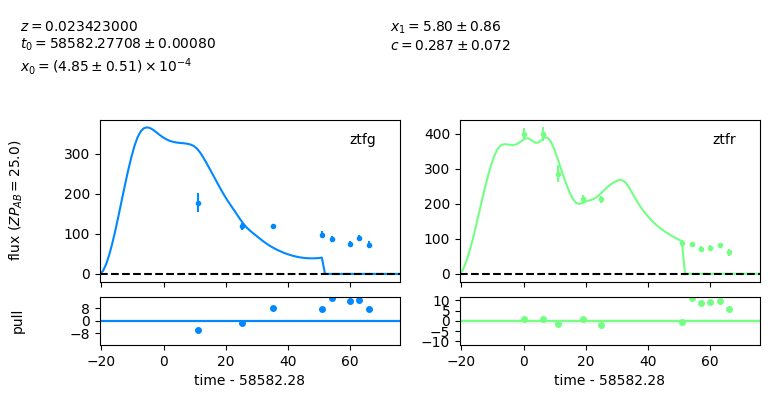 z = 0.023423000
t₀ = 58582.27708 ± 0.00080
x₀ = (4.85 ± 0.51) × 10⁻⁴
x₁ = 5.80 ± 0.86
c = 0.287 ± 0.072
flux (ZP_AB = 25.0)
300
200
100
0
ztfg
400
300
200
100
0
ztfr
pull
8
0
−8
−20
0
20
40
60
time - 58582.28
10
5
0
−5
−10
−20
0
20
40
60
time - 58582.28